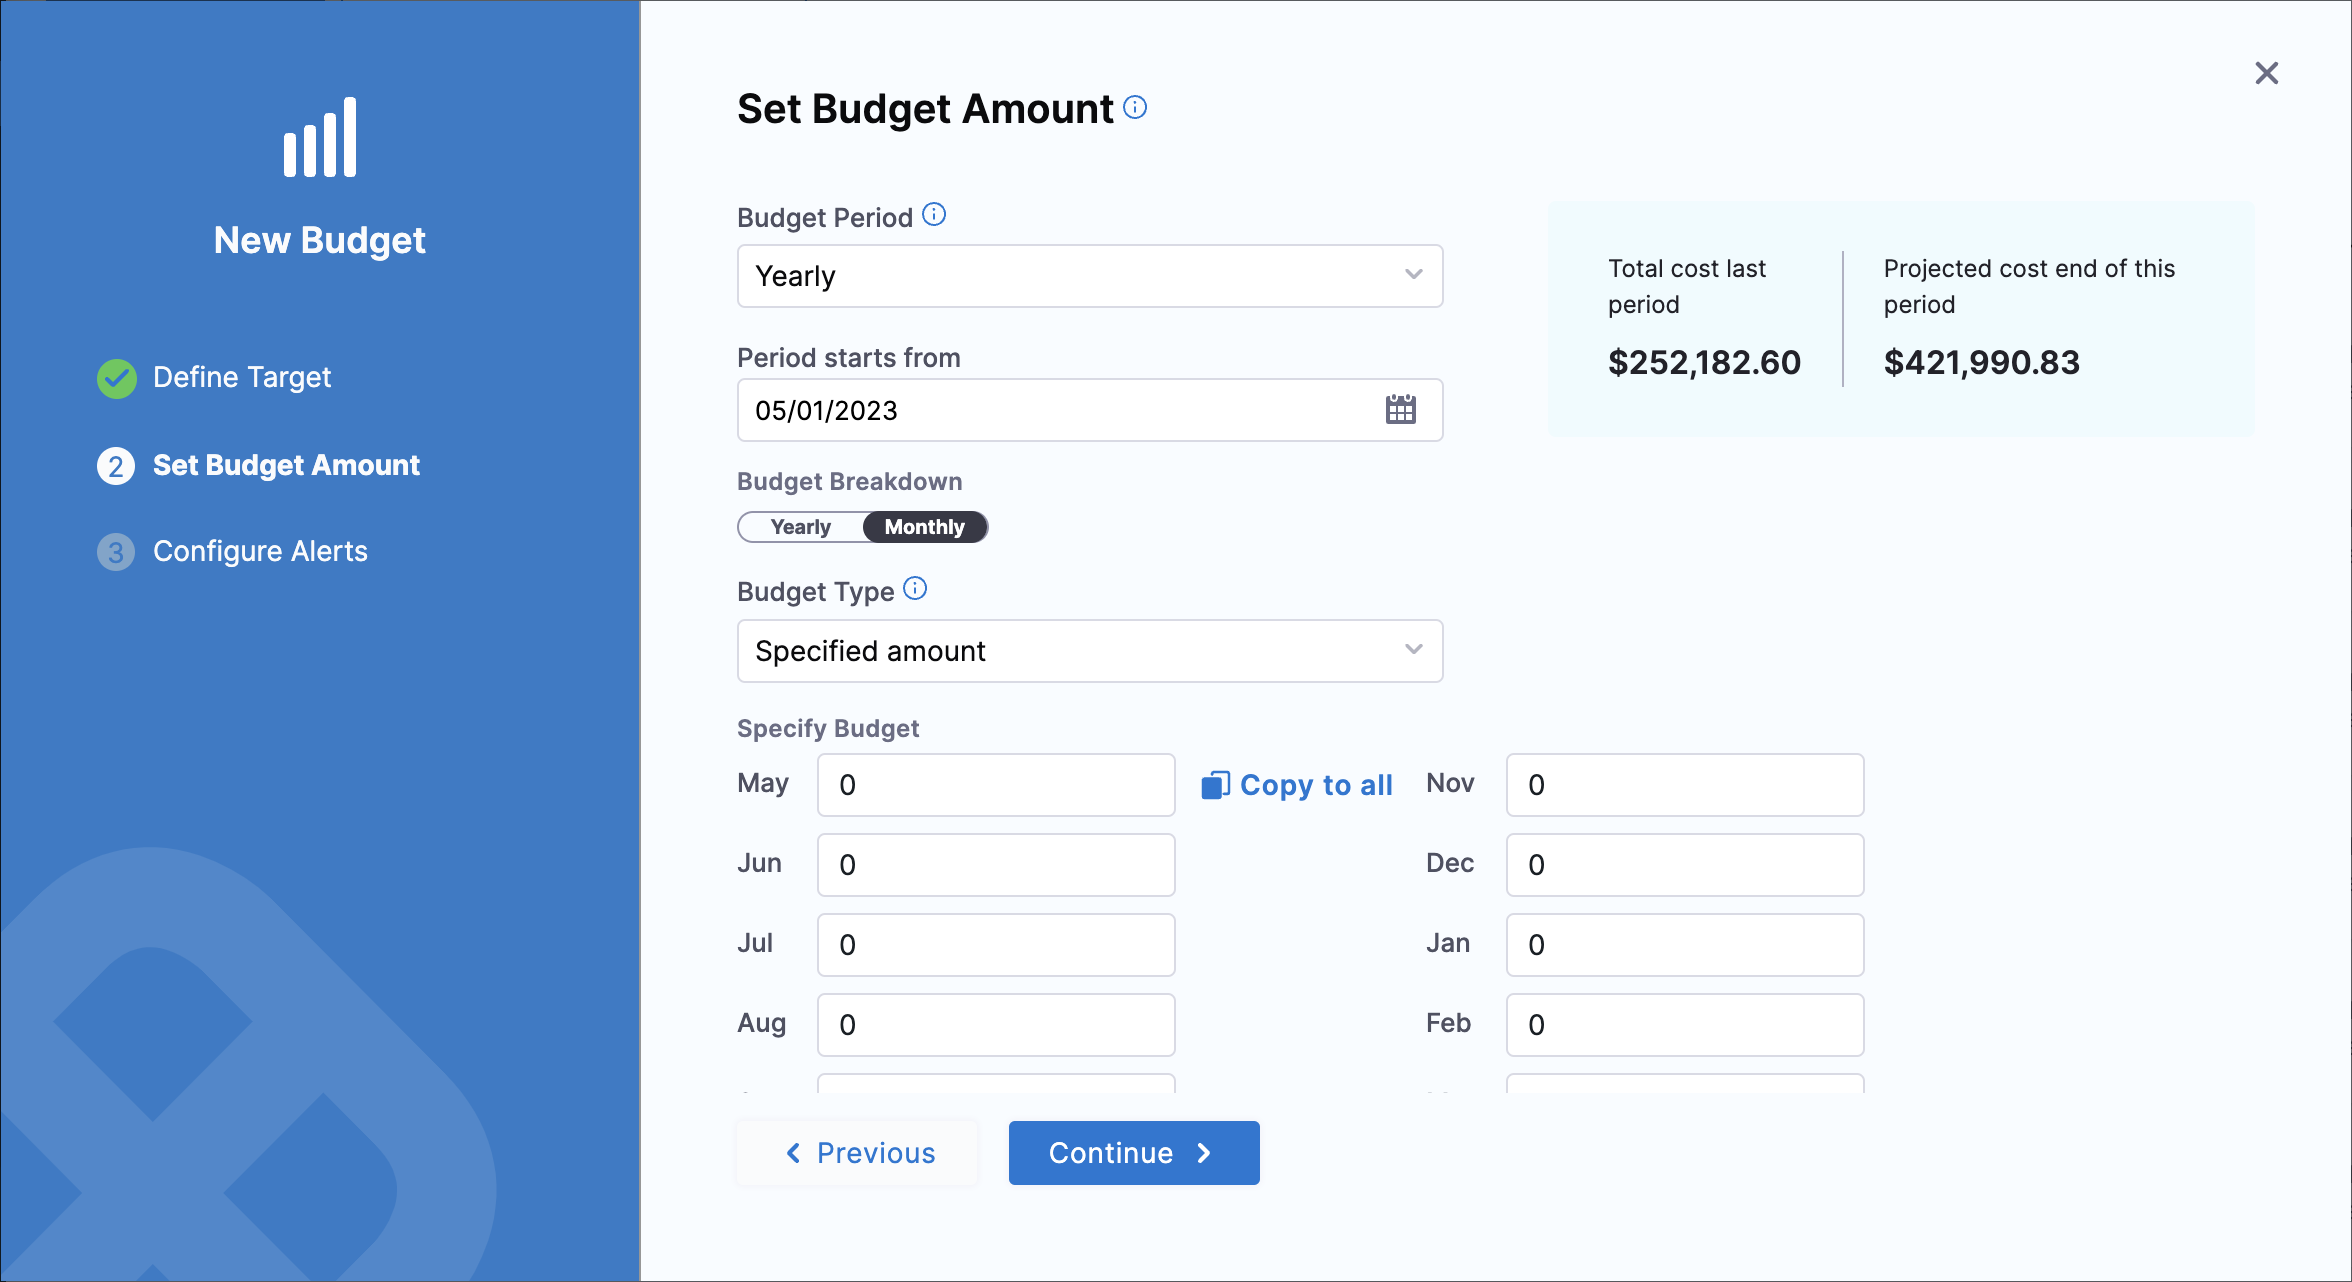 New Budget
Define Target
2 Set Budget Amount
3 Configure Alerts
Set Budget Amount
Budget Period
Yearly
Period starts from
05/01/2023
Budget Breakdown
Yearly Monthly
Budget Type
Specified amount
Total cost last
period
$252,182.60
Projected cost end of this
period
$421,990.83
Specify Budget
May 0 Copy to all Nov 0
Jun 0 Dec 0
Jul 0 Jan 0
Aug 0 Feb 0
Previous Continue